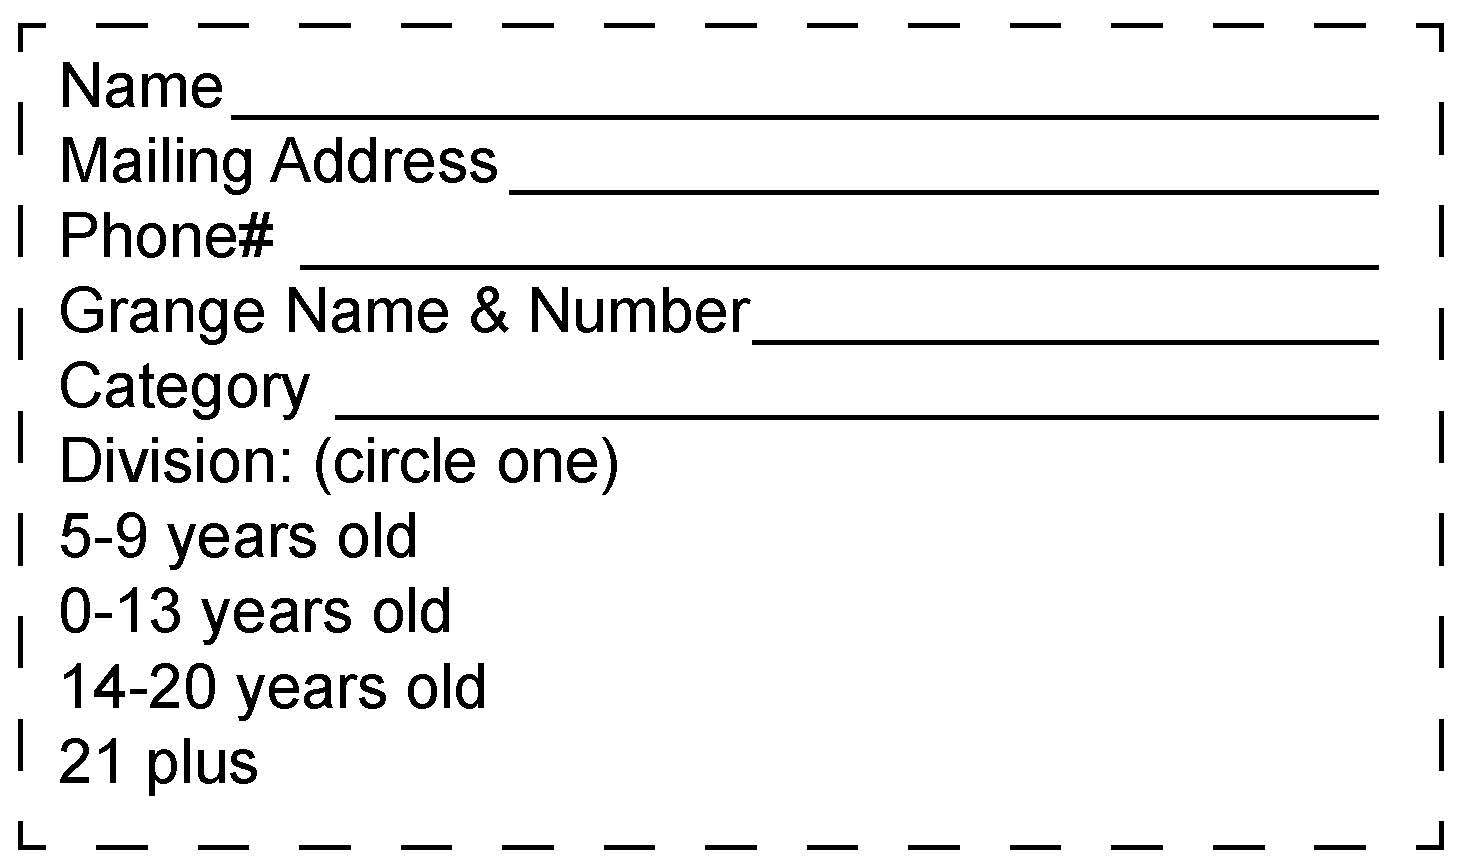 Name
Mailing Address
Phone#
Grange Name & Number
Category
Division: (circle one)
5-9 years old
0-13 years old
14-20 years old
21 plus